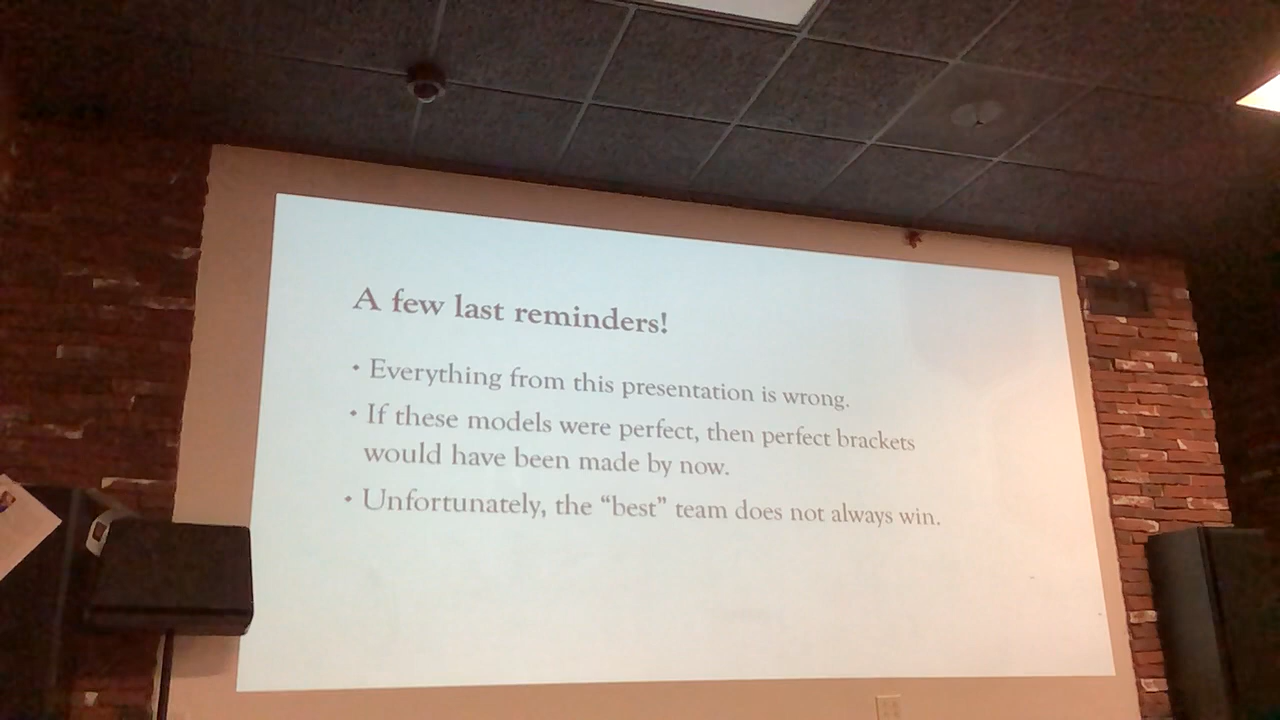 A few last reminders!
• Everything from this presentation is wrong.
• If these models were perfect, then perfect brackets
would have been made by now.
• Unfortunately, the “best” team does not always win.